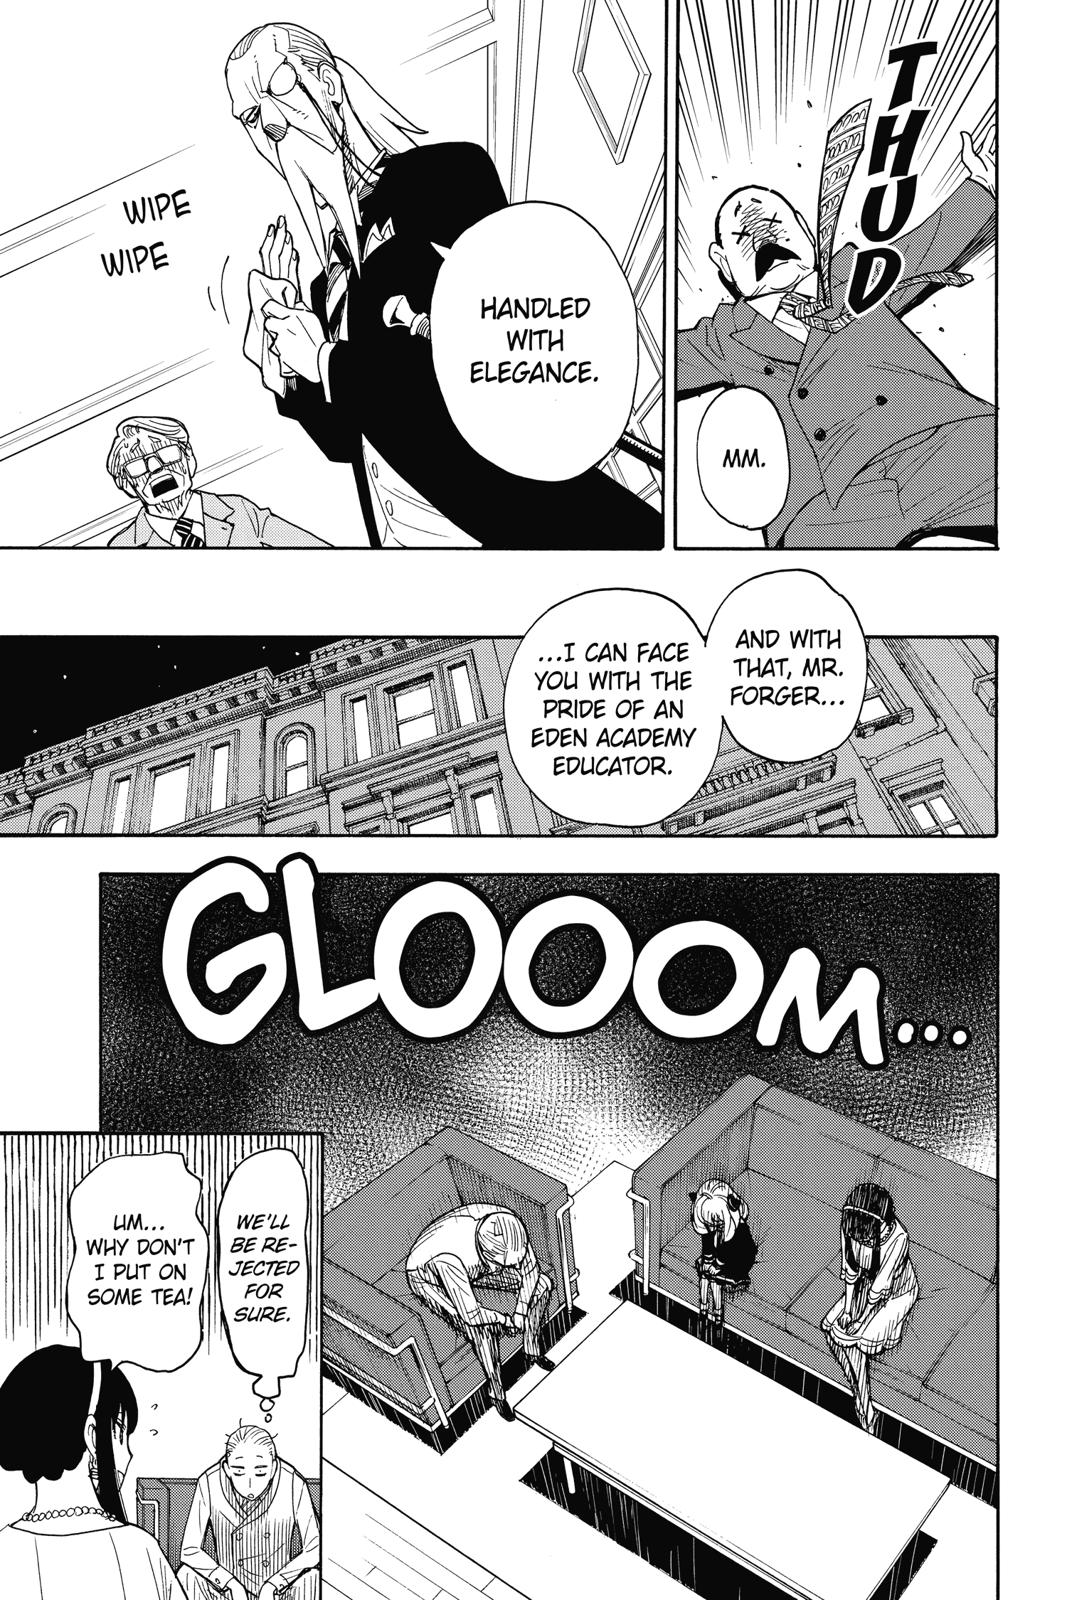 THUD
MM.
HANDLED
WITH
ELEGANCE.
WIPE
WIPE
AND WITH
THAT, MR.
FORGER...
...I CAN FACE
YOU WITH THE
PRIDE OF AN
EDEN ACADEMY
EDUCATOR.
GLOOOM...
WE'LL
BE RE-
JECTED
FOR
SURE.
UM...
WHY DON'T
I PUT ON
SOME TEA!